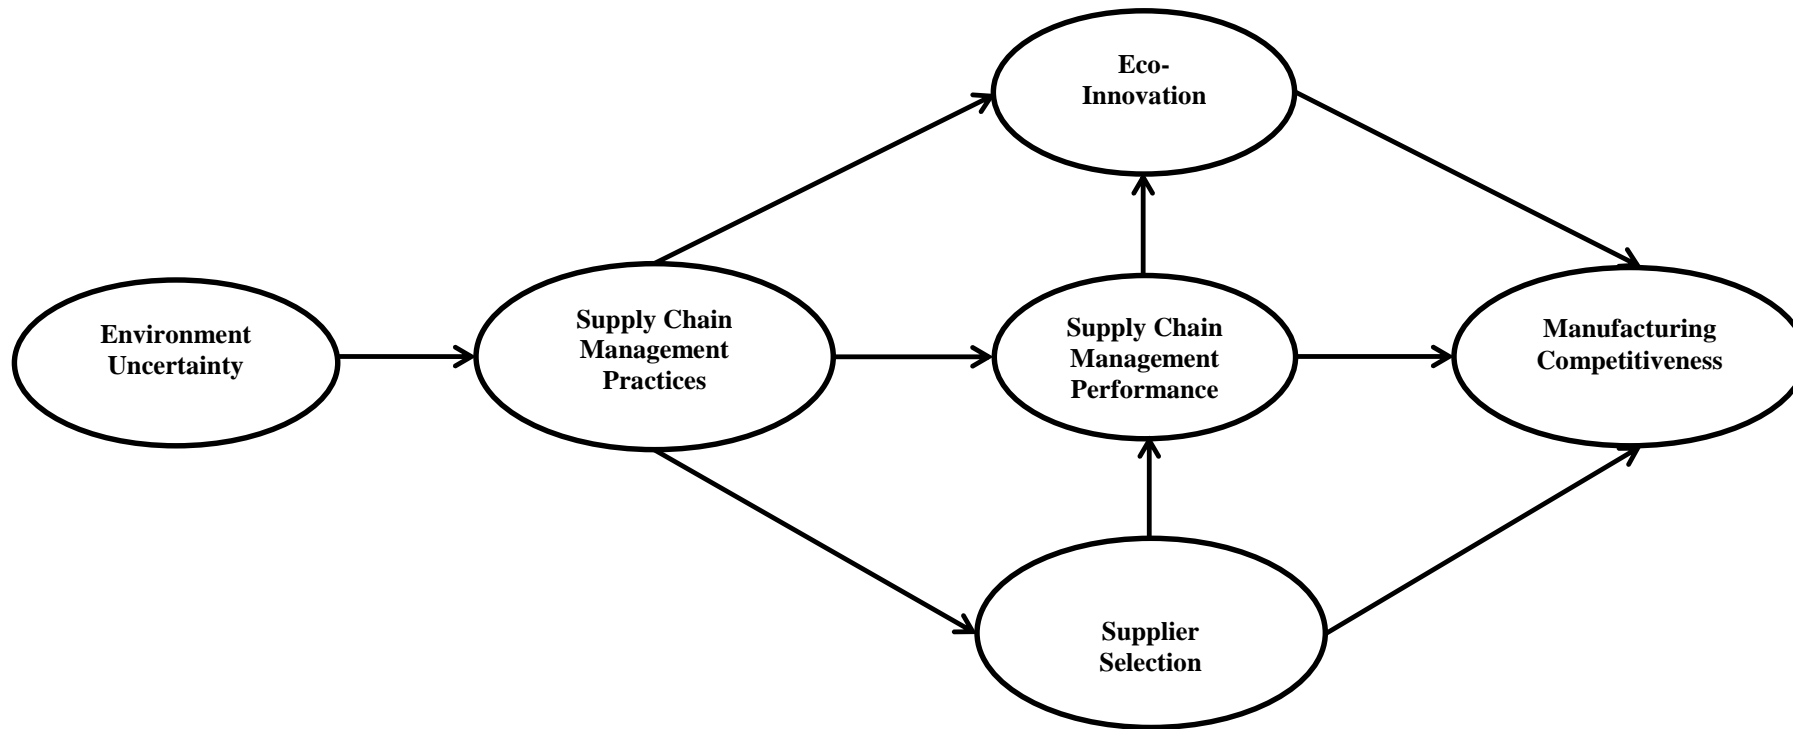 Eco-
Innovation
Environment
Uncertainty
Supply Chain
Management
Practices
Supply Chain
Management
Performance
Manufacturing
Competitiveness
Supplier
Selection